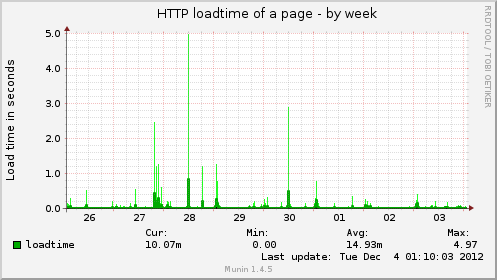 HTTP loadtime of a page - by week
RRDTOOL / TOBI OETIKER
Load time in seconds
5.0
4.0
3.0
2.0
1.0
0.0
26 27 28 29 30 01 02 03
Cur: Min: Avg: Max:
loadtime 10.07m 0.00 14.93m 4.97
Last update: Tue Dec 4 01:10:03 2012
Munin 1.4.5